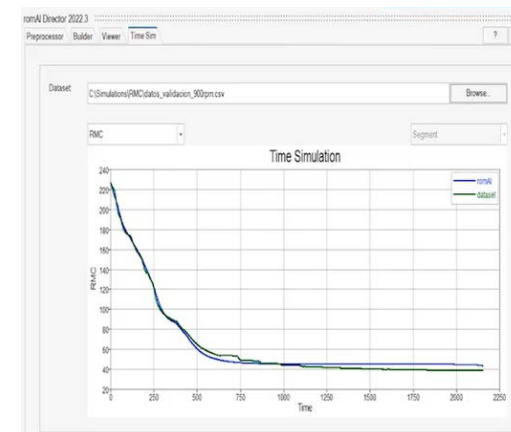 romAI Director 2022.3
Preprocessor Builder Viewer Time Sim ?
Dataset C:\Simulations\RMC\datos_validacion_900rpm.csv Browse...
RMC Segment
Time Simulation
romAI
dataset
240
220
200
180
160
140
120
100
80
60
40
20
RMC
0 250 500 750 1000 1250 1500 1750 2000 2250
Time